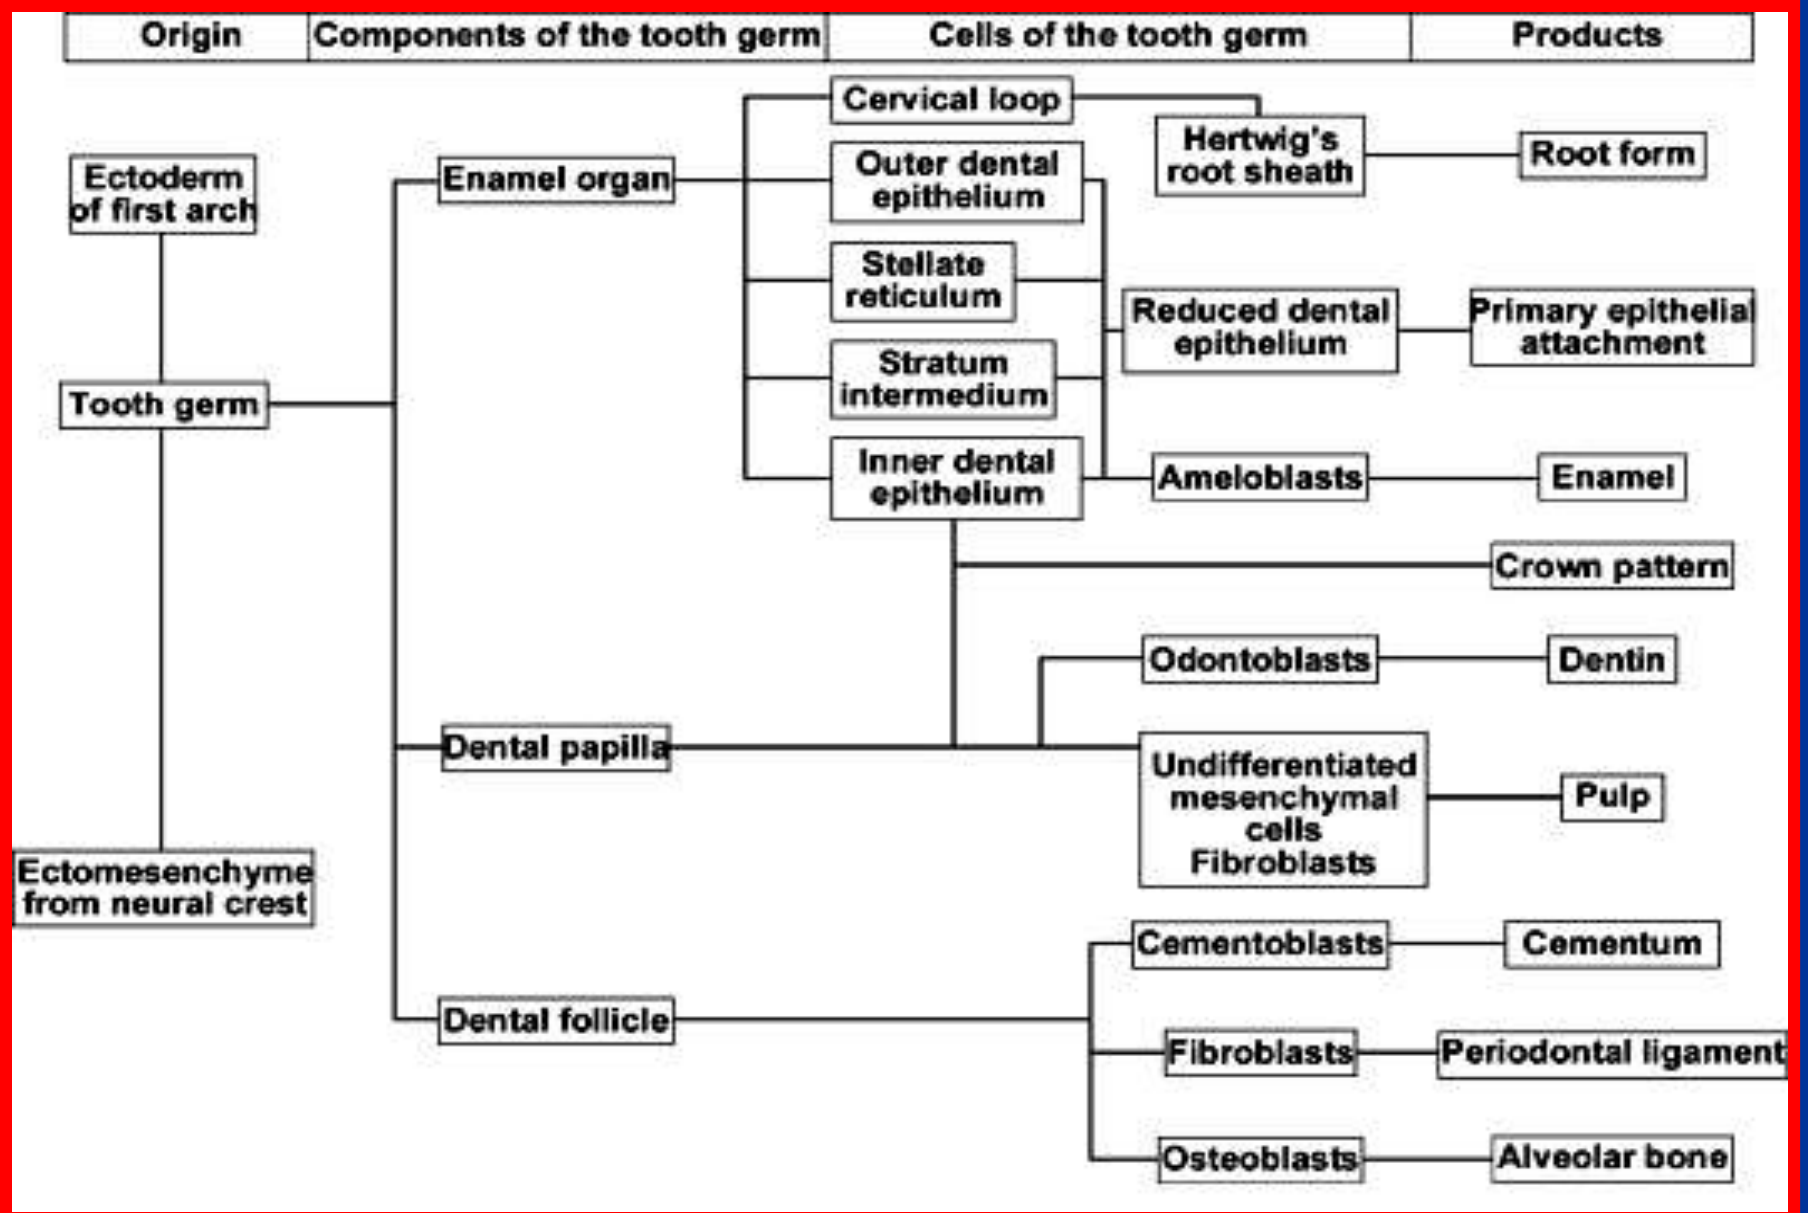 Origin
Components of the tooth germ
Cells of the tooth germ
Products
Ectoderm
of first arch
Tooth germ
Ectomesenchyme
from neural crest
Enamel organ
Dental papilla
Dental follicle
Cervical loop
Outer dental
epithelium
Stellate
reticulum
Stratum
intermedium
Inner dental
epithelium
Hertwig's
root sheath
Root form
Reduced dental
epithelium
Primary epithelial
attachment
Ameloblasts
Enamel
Crown pattern
Odontoblasts
Dentin
Undifferentiated
mesenchymal
cells
Fibroblasts
Pulp
Cementoblasts
Cementum
Fibroblasts
Periodontal ligament
Osteoblasts
Alveolar bone